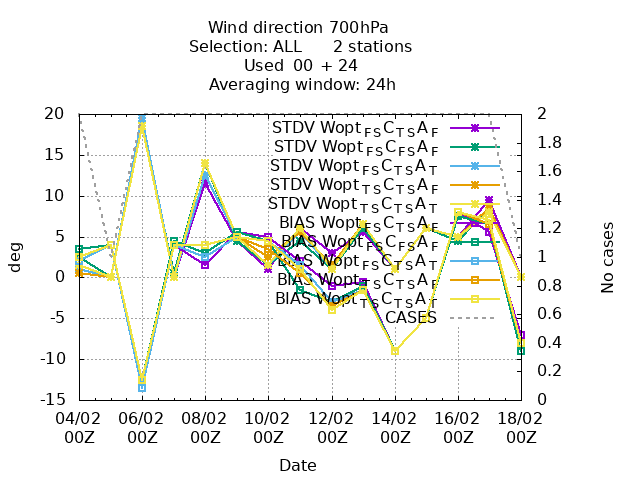 Wind direction 700hPa
Selection: ALL 2 stations
Used 00 + 24
Averaging window: 24h
20
15
10
5
0
-5
-10
-15
deg
2
1.8
1.6
1.4
1.2
1
0.8
0.6
0.4
0.2
0
No cases
STDV Wopt FS C TS A F
STDV Wopt FS C FS A F
STDV Wopt FS C TS A T
STDV Wopt TS C TS A F
STDV Wopt TS C TS A T
BIAS Wopt FS C TS A F
BIAS Wopt FS C FS A F
BIAS Wopt FS C TS A T
BIAS Wopt TS C TS A F
BIAS Wopt TS C TS A T
CASES
04/02 06/02 08/02 10/02 12/02 14/02 16/02 18/02
00Z 00Z 00Z 00Z 00Z 00Z 00Z 00Z
Date